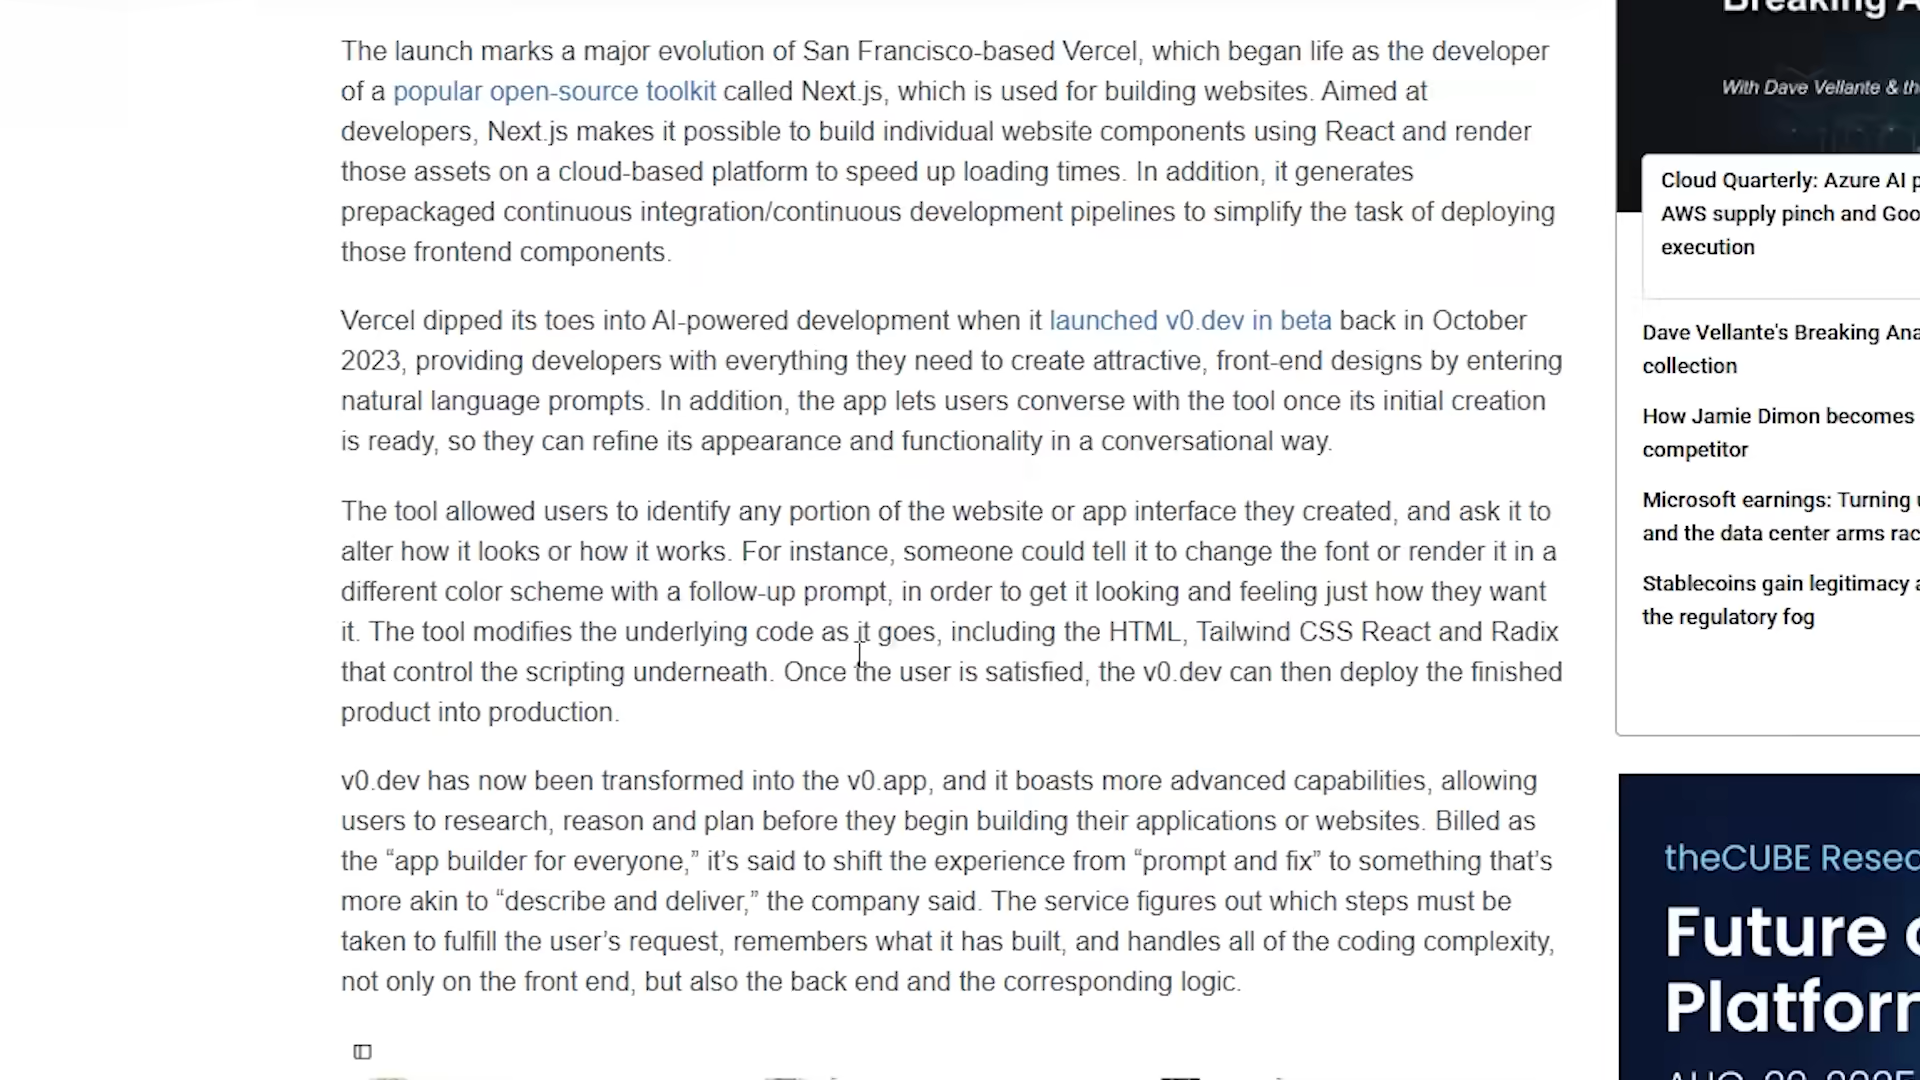 The launch marks a major evolution of San Francisco-based Vercel, which began life as the developer
of a popular open-source toolkit called Next.js, which is used for building websites. Aimed at
developers, Next.js makes it possible to build individual website components using React and render
those assets on a cloud-based platform to speed up loading times. In addition, it generates
prepackaged continuous integration/continuous development pipelines to simplify the task of deploying
those frontend components.
Vercel dipped its toes into AI-powered development when it launched v0.dev in beta back in October
2023, providing developers with everything they need to create attractive, front-end designs by entering
natural language prompts. In addition, the app lets users converse with the tool once its initial creation
is ready, so they can refine its appearance and functionality in a conversational way.
The tool allowed users to identify any portion of the website or app interface they created, and ask it to
alter how it looks or how it works. For instance, someone could tell it to change the font or render it in a
different color scheme with a follow-up prompt, in order to get it looking and feeling just how they want
it. The tool modifies the underlying code as it goes, including the HTML, Tailwind CSS React and Radix
that control the scripting underneath. Once the user is satisfied, the v0.dev can then deploy the finished
product into production.
v0.dev has now been transformed into the v0.app, and it boasts more advanced capabilities, allowing
users to research, reason and plan before they begin building their applications or websites. Billed as
the “app builder for everyone,” it’s said to shift the experience from “prompt and fix” to something that’s
more akin to “describe and deliver,” the company said. The service figures out which steps must be
taken to fulfill the user’s request, remembers what it has built, and handles all of the coding complexity,
not only on the front end, but also the back end and the corresponding logic.
Breaking
With Dave Vellante &
Cloud Quarterly: Azure AI
AWS supply pinch and
execution
Dave Vellante's Breaking
collection
How Jamie Dimon becomes
competitor
Microsoft earnings: Turning
and the data center arms
Stablecoins gain legitimacy
the regulatory fog
theCUBE
Future